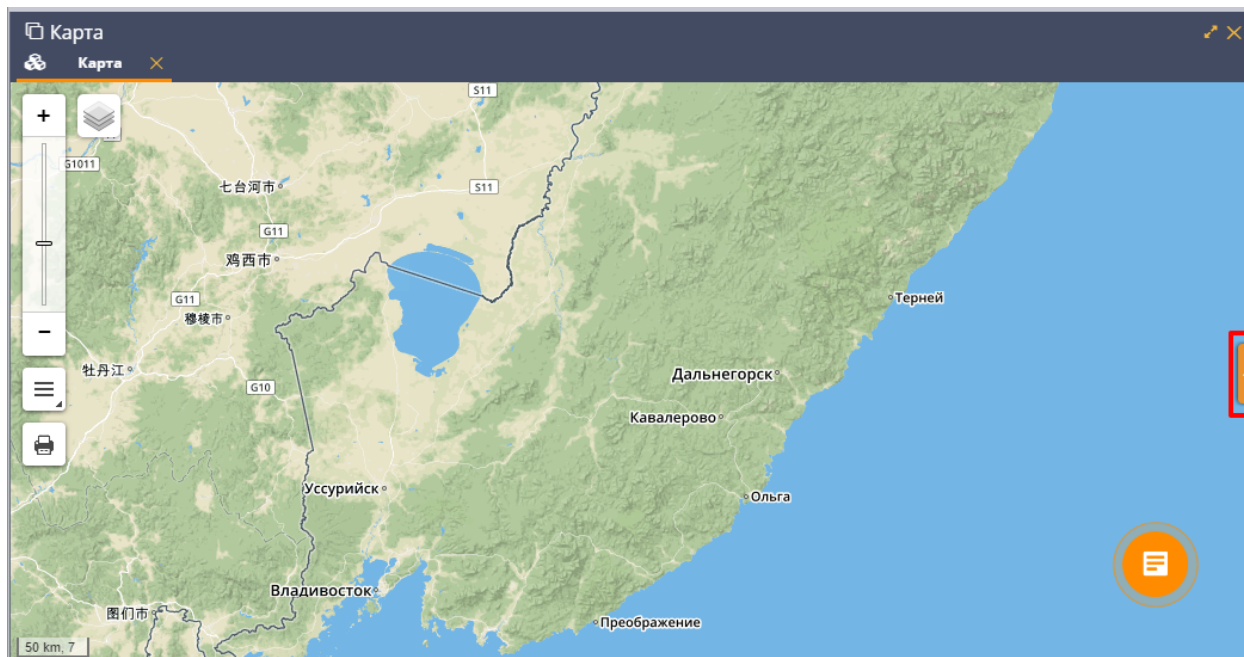 Карта
Карта
+
S11
G1011
七台河市
S11
G11
鸡西市
G11
Терней
穆棱市
−
牡丹江
Дальнегорск
G10
Кавалерово
Уссурийск
Ольга
Владивосток
图们市
Преображение
50 km, 7